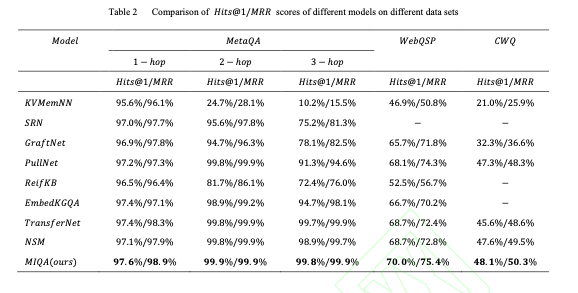 Table 2 Comparison of Hits@1/MRR scores of different models on different data sets
Model MetaQA WebQSP CWQ
1 − hop 2 − hop 3 − hop
Hits@1/MRR Hits@1/MRR Hits@1/MRR Hits@1/MRR Hits@1/MRR
KVMemNN 95.6%/96.1% 24.7%/28.1% 10.2%/15.5% 46.9%/50.8% 21.0%/25.9%
SRN 97.0%/97.7% 95.6%/97.8% 75.2%/81.3% − −
GraftNet 96.9%/97.8% 94.7%/96.3% 78.1%/82.5% 65.7%/71.8% 32.3%/36.6%
PullNet 97.2%/97.3% 99.8%/99.9% 91.3%/94.6% 68.1%/74.3% 47.3%/48.3%
ReifKB 96.5%/96.4% 81.7%/86.1% 72.4%/76.0% 52.5%/56.7% −
EmbedKGQA 97.4%/97.1% 98.9%/99.2% 94.7%/98.1% 66.7%/70.2% −
TransferNet 97.4%/98.3% 99.8%/99.9% 99.7%/99.9% 68.7%/72.4% 45.6%/48.6%
NSM 97.1%/97.9% 99.8%/99.9% 98.9%/99.7% 68.7%/72.8% 47.6%/49.5%
MIQA(ours) 97.6%/98.9% 99.9%/99.9% 99.8%/99.9% 70.0%/75.4% 48.1%/50.3%